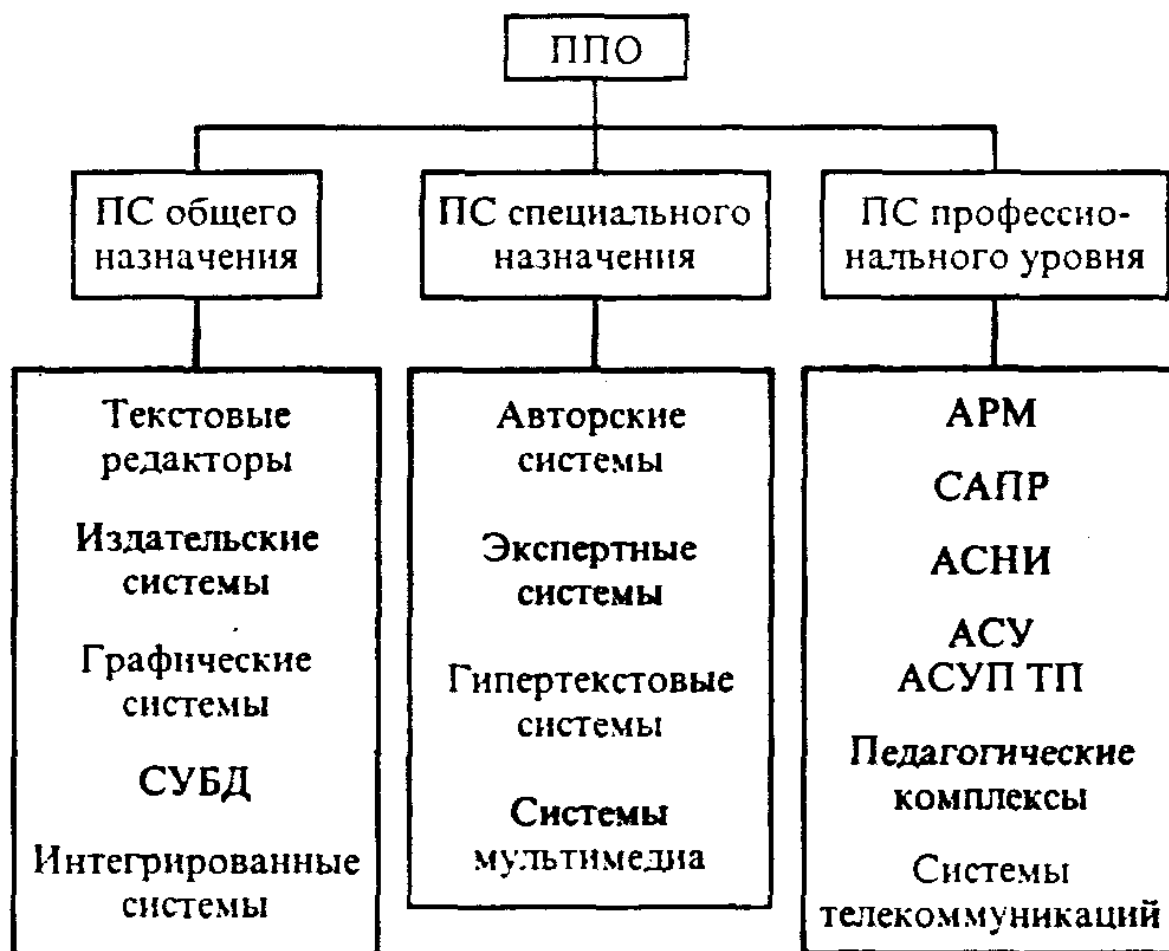 ППО
ПС общего
назначения
ПС специального
назначения
ПС профессио-
нального уровня
Текстовые
редакторы
Издательские
системы
Графические
системы
СУБД
Интегрированные
системы
Авторские
системы
Экспертные
системы
Гипертекстовые
системы
Системы
мультимедиа
АРМ
САПР
АСНИ
АСУ
АСУП ТП
Педагогические
комплексы
Системы
телекоммуникаций